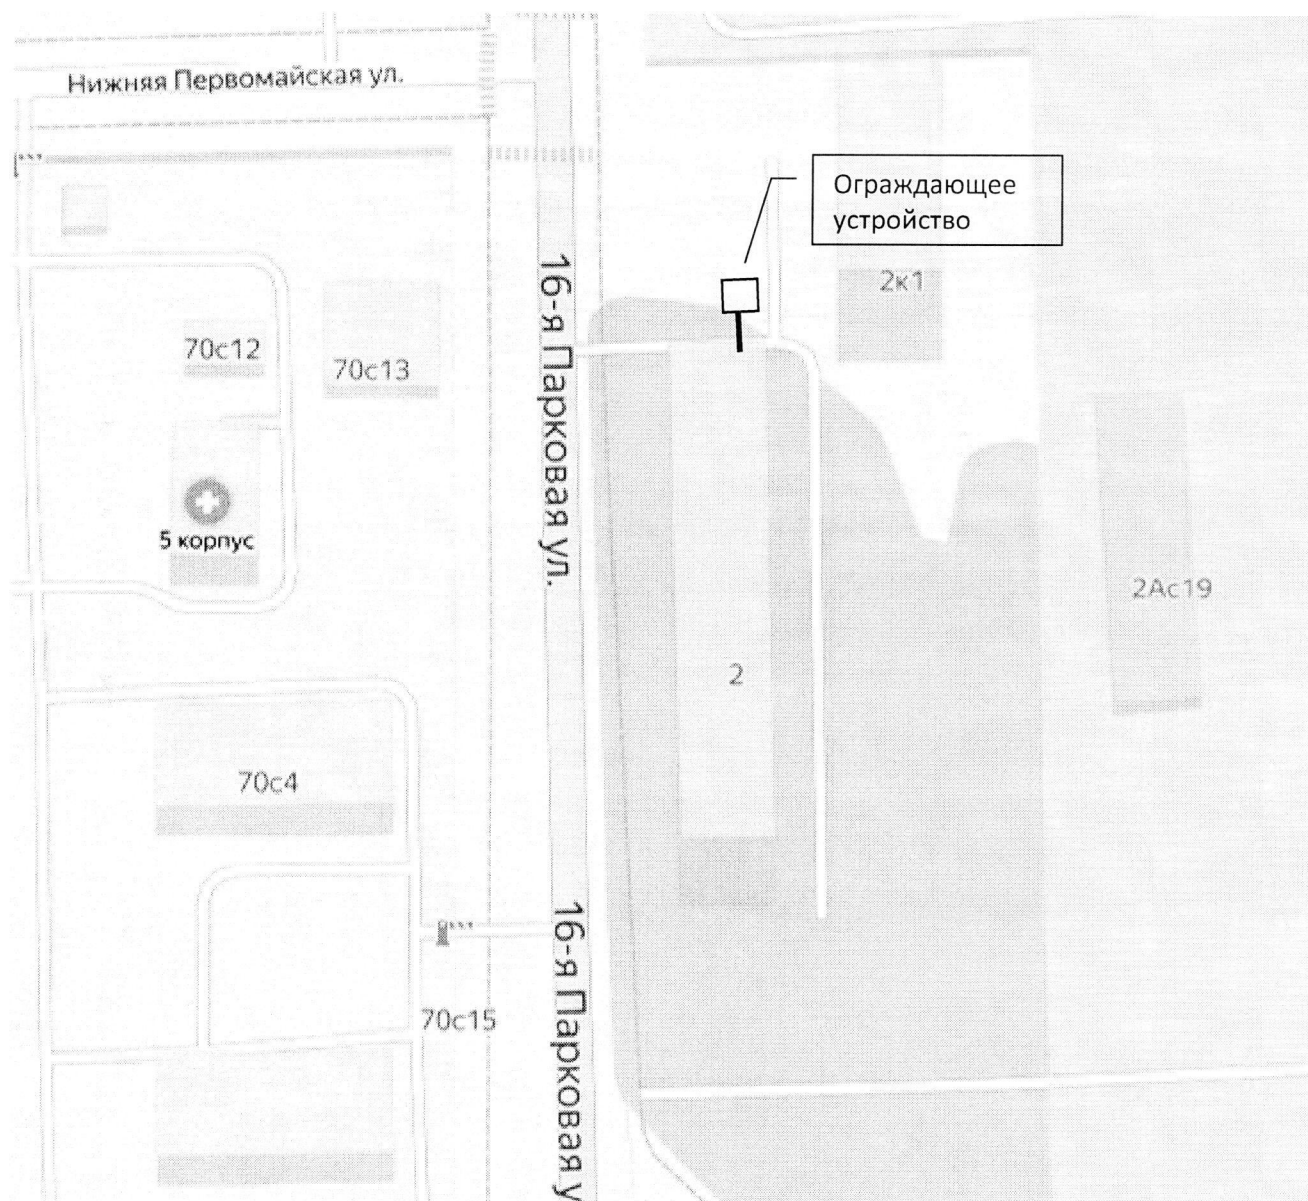 Нижняя Первомайская ул.
Ограждающее
устройство
16-я Парковая ул.
2к1
70с12
70с13
5 корпус
2Ас19
2
70с4
16-я Парковая у
70с15